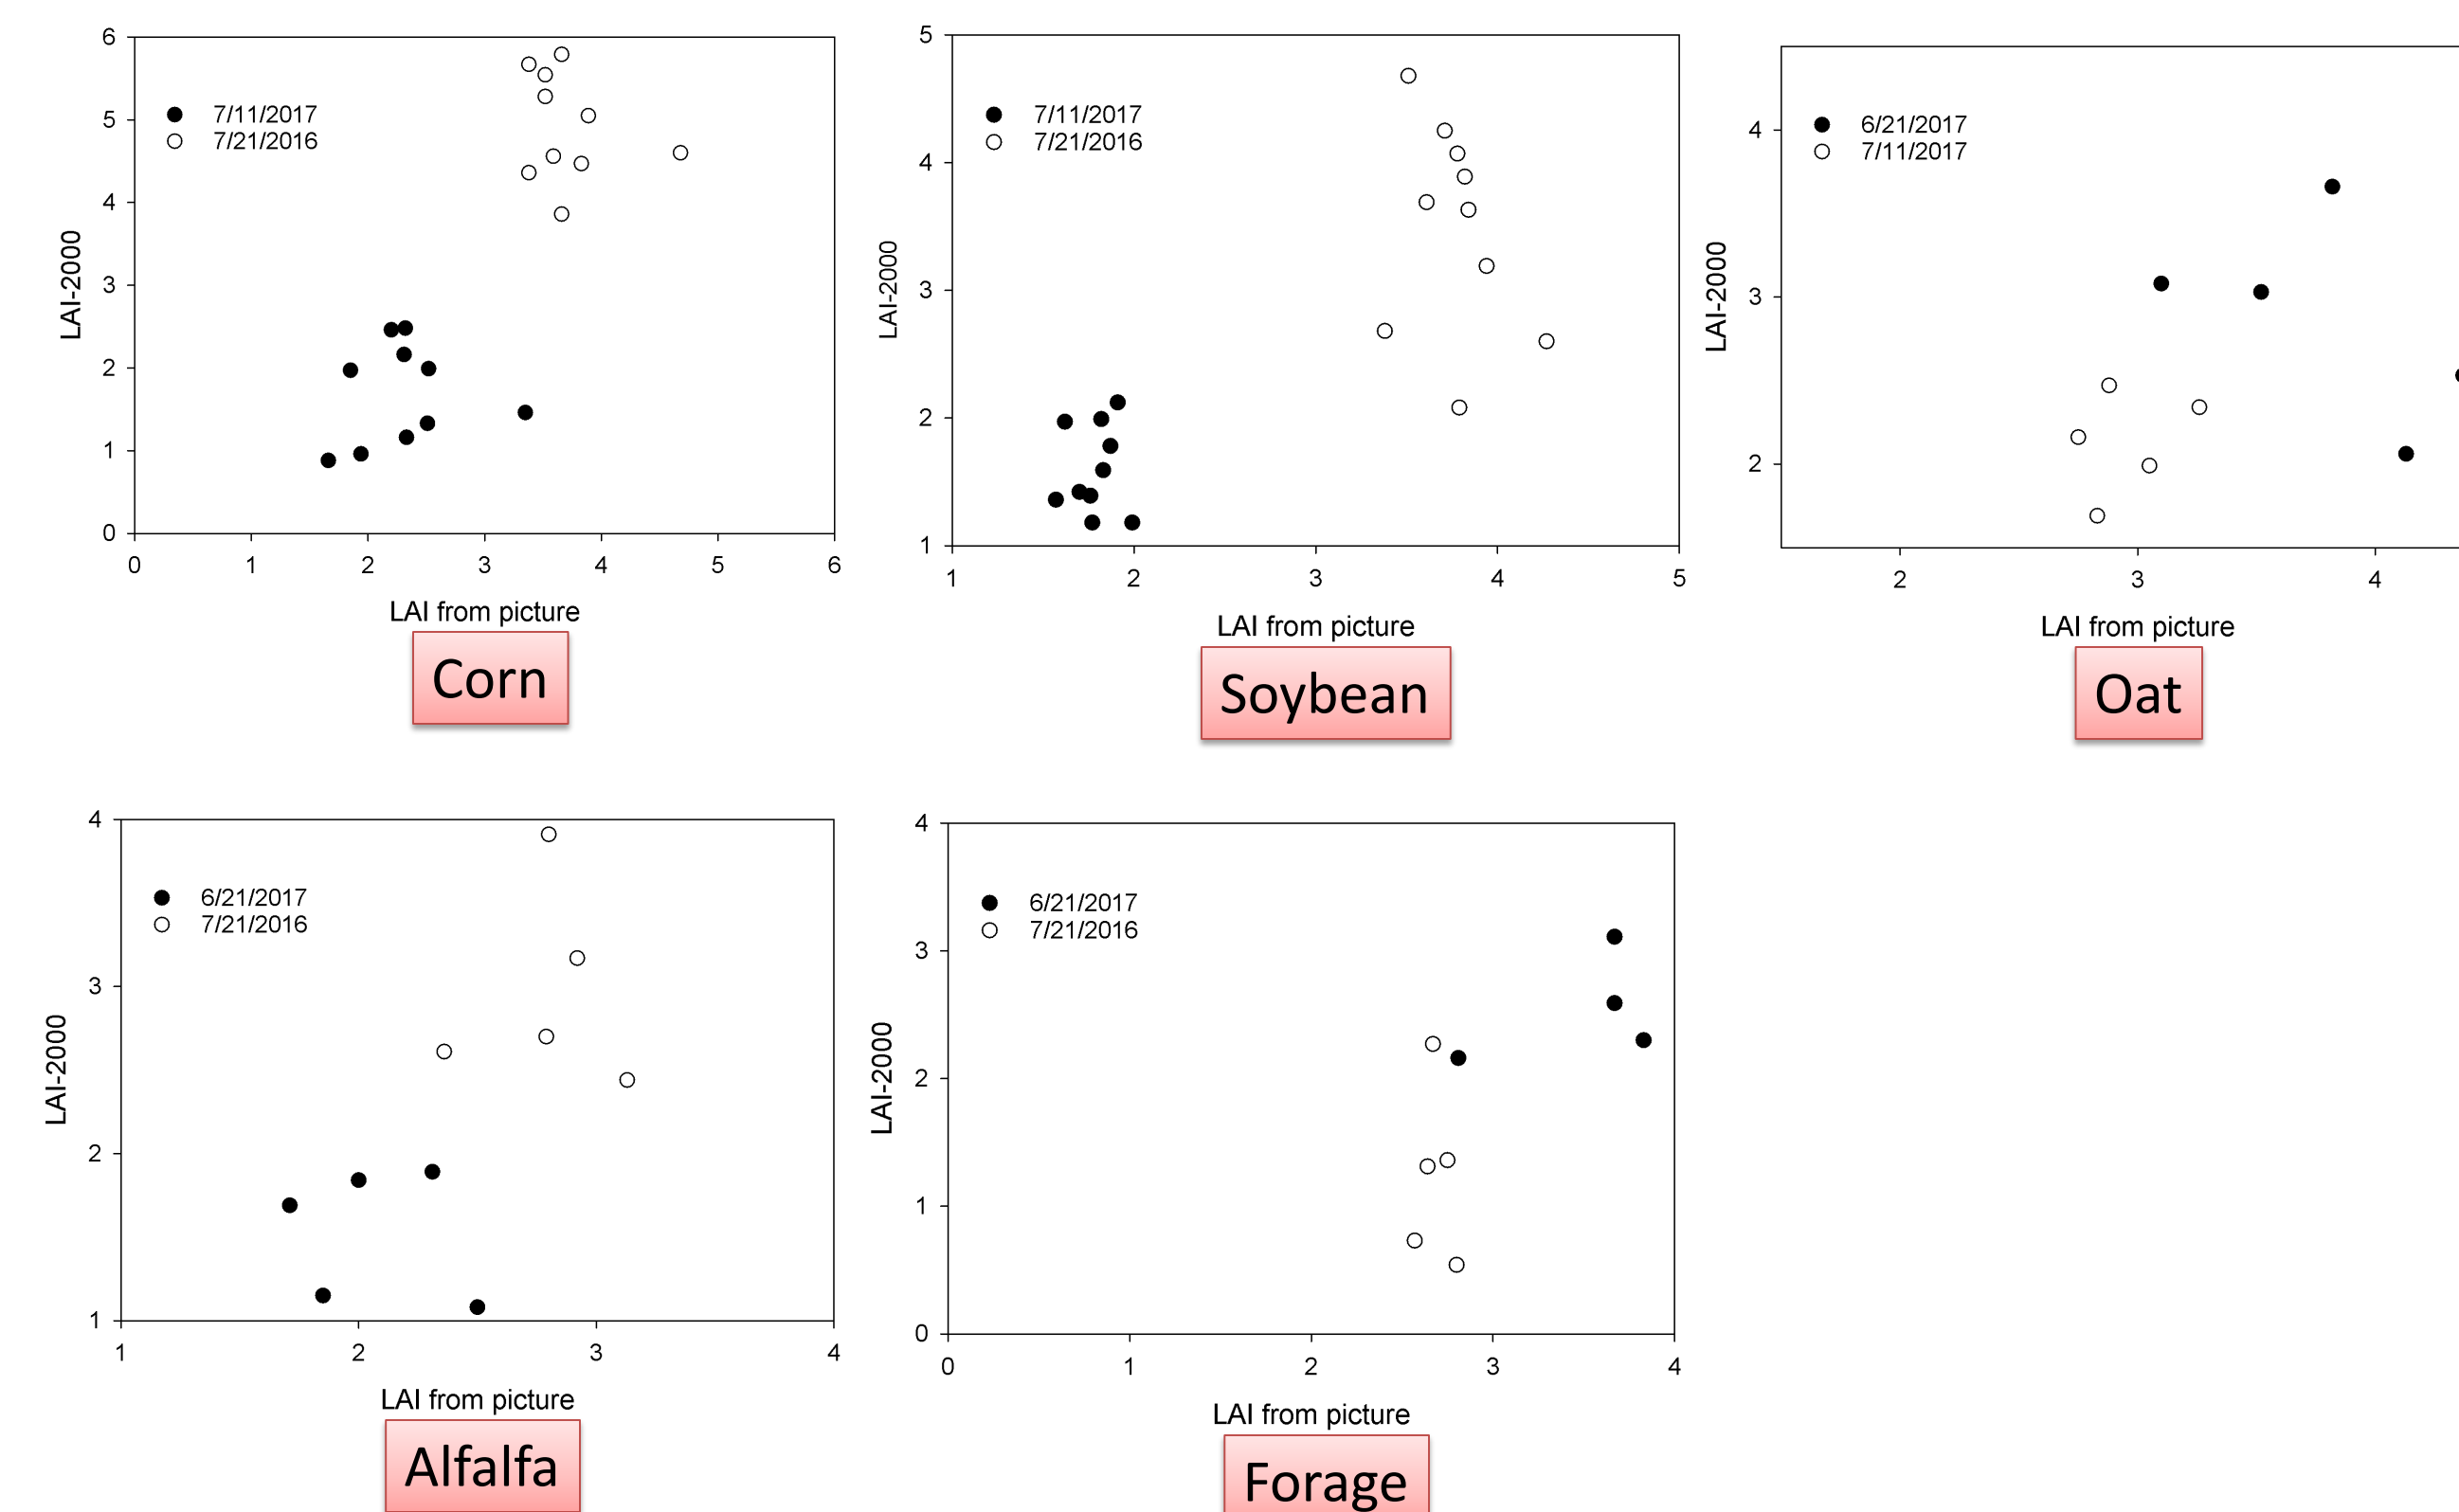 6
5
4
3
2
1
0
LAI-2000
7/11/2017
7/21/2016
0 1 2 3 4 5 6
LAI from picture
Corn
5
4
3
2
1
LAI-2000
7/11/2017
7/21/2016
1 2 3 4 5
LAI from picture
Soybean
4
3
2
LAI-2000
6/21/2017
7/11/2017
2 3 4
LAI from picture
Oat
4
3
2
1
LAI-2000
6/21/2017
7/21/2016
1 2 3 4
LAI from picture
Alfalfa
4
3
2
1
0
LAI-2000
6/21/2017
7/21/2016
0 1 2 3 4
LAI from picture
Forage